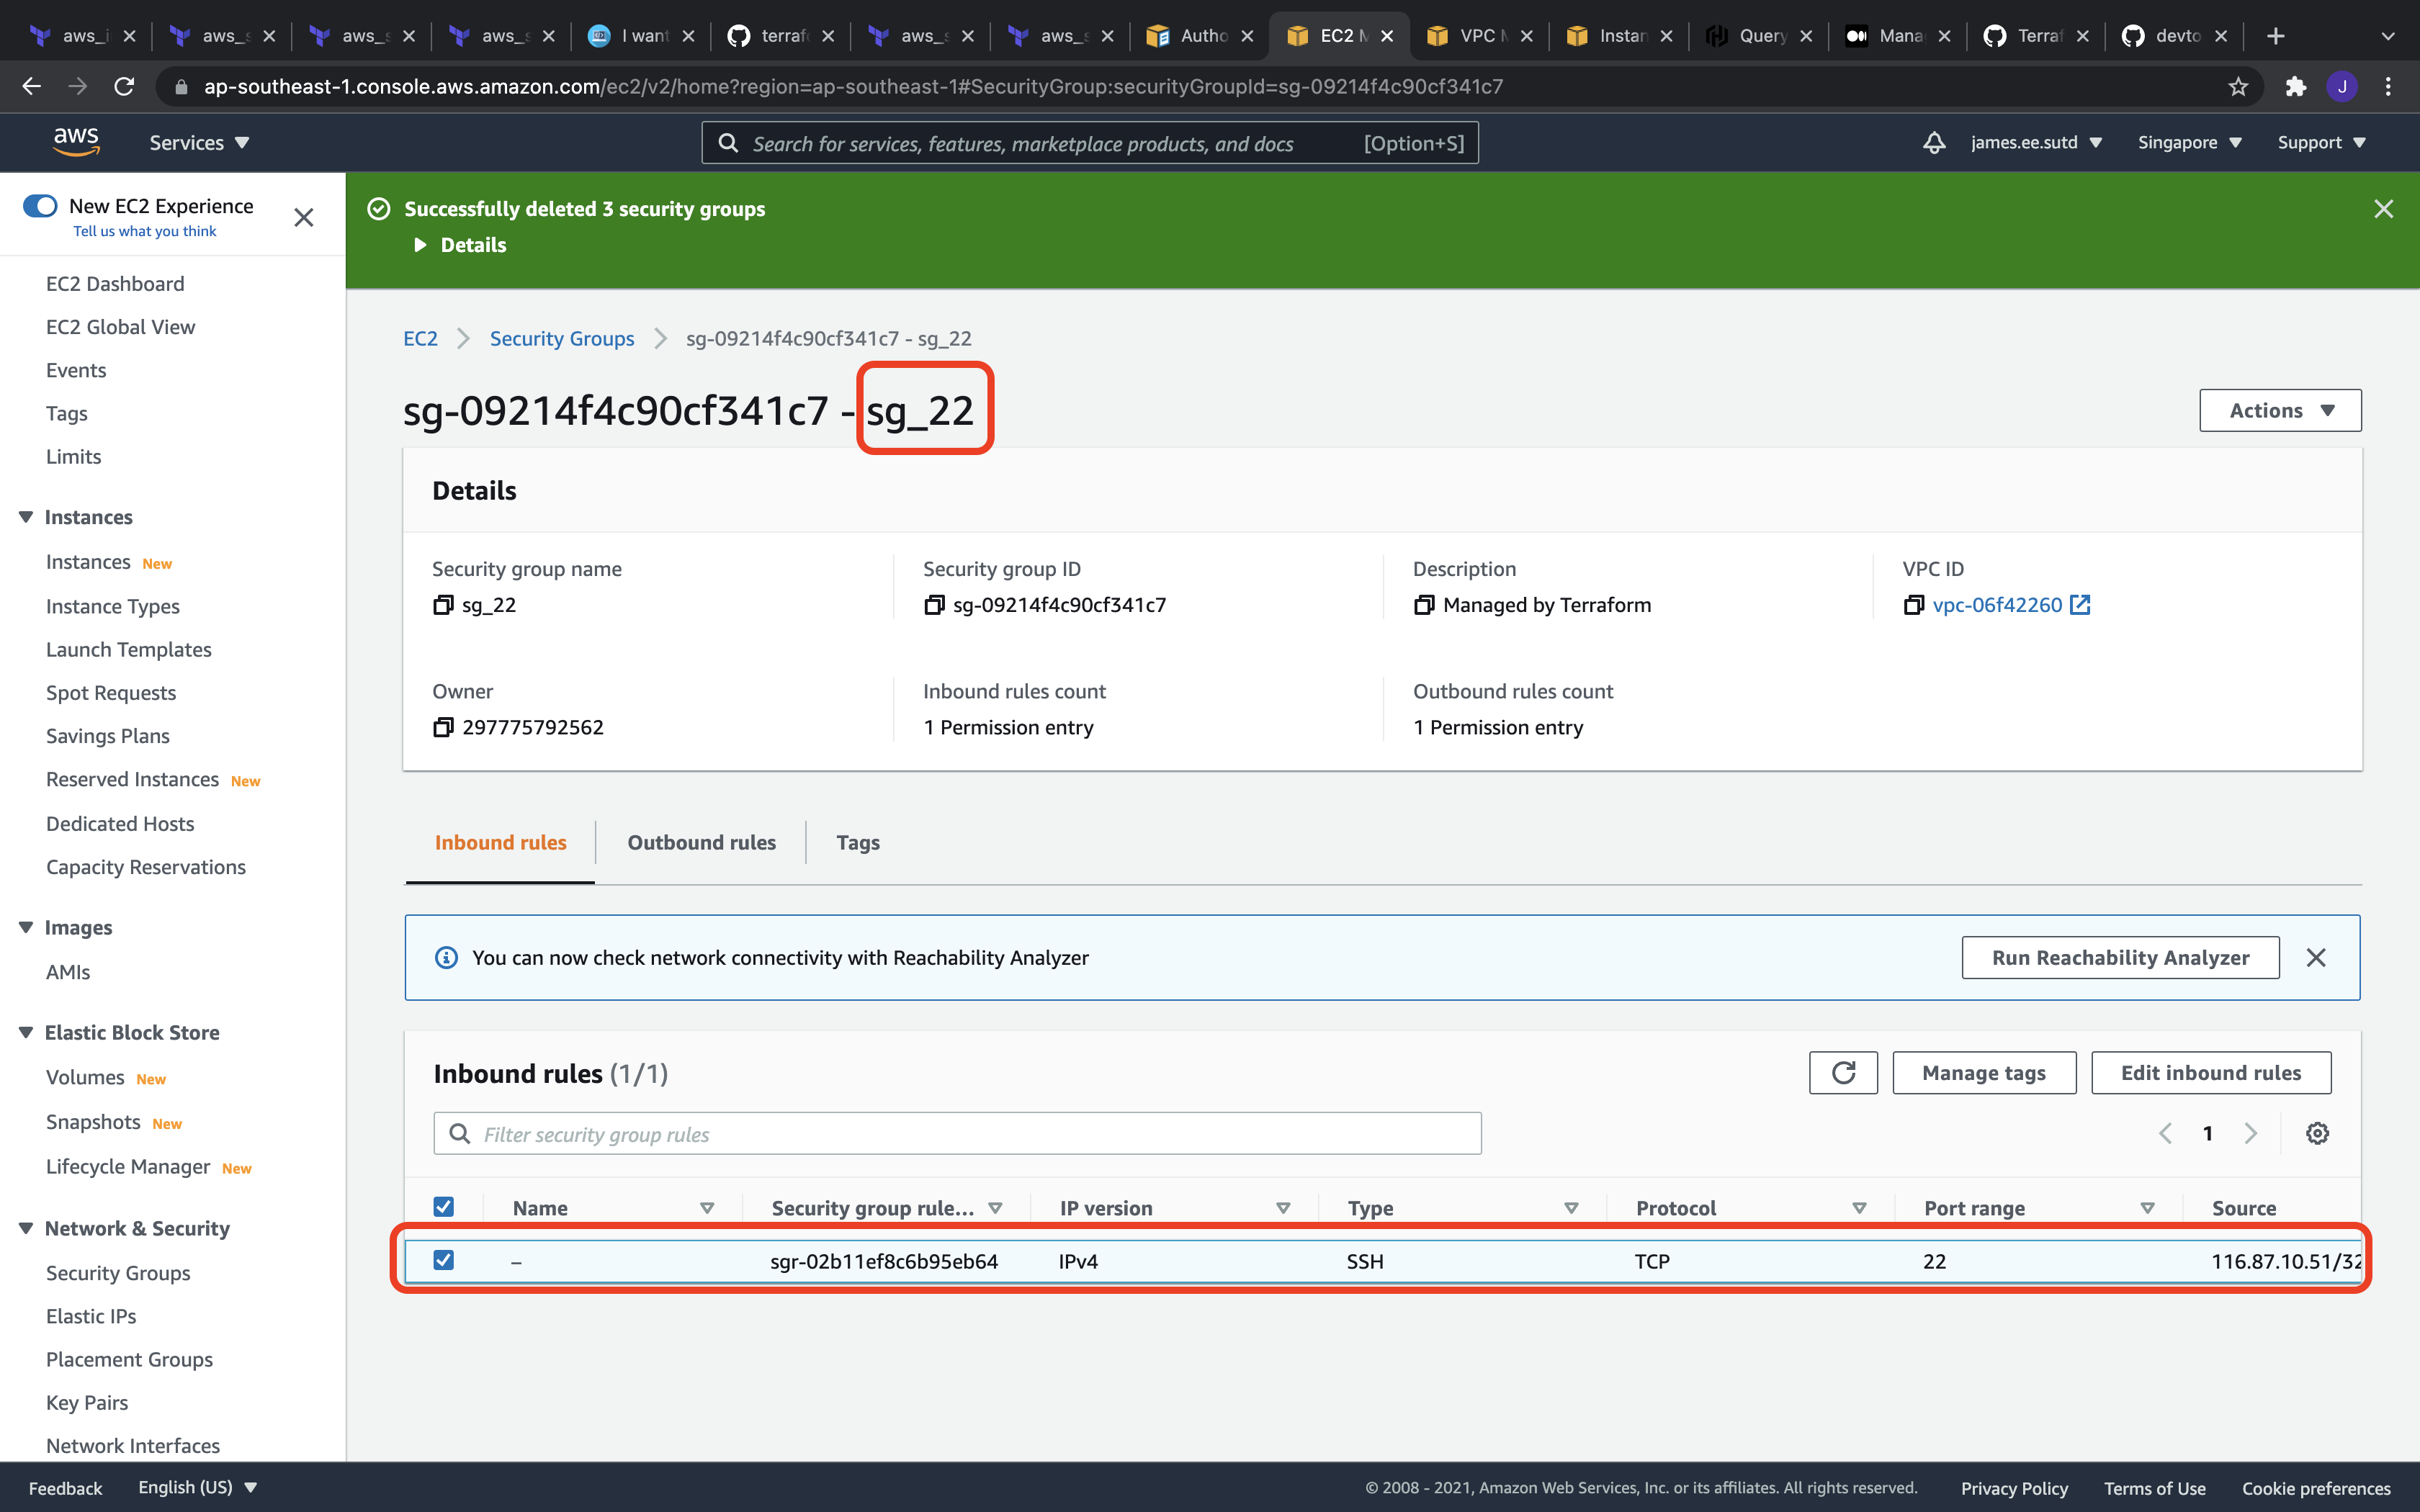 aws_i
aws_s
aws_s
aws_s
I want
terrafo
aws_s
aws_s
Autho
EC2 M
VPC M
Instan
Query
Mana
Terraf
devto
ap-southeast-1.console.aws.amazon.com/ec2/v2/home?region=ap-southeast-1#SecurityGroup:securityGroupId=sg-09214f4c90cf341c7
J
aws
Services
Search for services, features, marketplace products, and docs [Option+S]
james.ee.sutd
Singapore
Support
New EC2 Experience
Tell us what you think
EC2 Dashboard
EC2 Global View
Events
Tags
Limits
Instances
Instances New
Instance Types
Launch Templates
Spot Requests
Savings Plans
Reserved Instances New
Dedicated Hosts
Capacity Reservations
Images
AMIs
Elastic Block Store
Volumes New
Snapshots New
Lifecycle Manager New
Network & Security
Security Groups
Elastic IPs
Placement Groups
Key Pairs
Network Interfaces
Successfully deleted 3 security groups
Details
EC2 Security Groups sg-09214f4c90cf341c7 - sg_22
sg-09214f4c90cf341c7 - sg_22
Actions
Details
Security group name
sg_22
Security group ID
sg-09214f4c90cf341c7
Description
Managed by Terraform
VPC ID
vpc-06f42260
Owner
297775792562
Inbound rules count
1 Permission entry
Outbound rules count
1 Permission entry
Inbound rules
Outbound rules
Tags
You can now check network connectivity with Reachability Analyzer
Run Reachability Analyzer
Inbound rules (1/1)
Manage tags
Edit inbound rules
Filter security group rules
1
Name Security group rule... IP version Type Protocol Port range Source
– sgr-02b11ef8c6b95eb64 IPv4 SSH TCP 22 116.87.10.51/32
Feedback
English (US)
© 2008 - 2021, Amazon Web Services, Inc. or its affiliates. All rights reserved.
Privacy Policy
Terms of Use
Cookie preferences